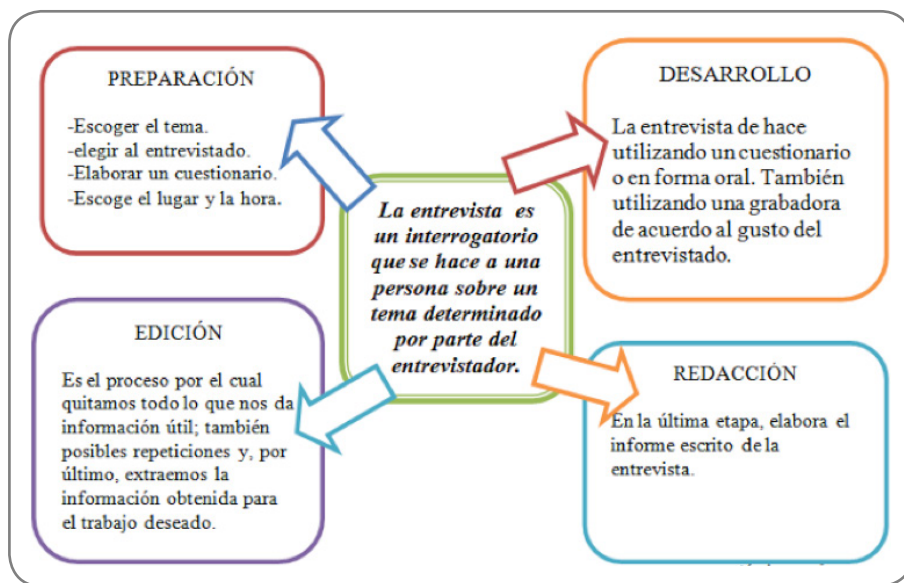 PREPARACIÓN
-Escoger el tema.
-elegir al entrevistado.
-Elaborar un cuestionario.
-Escoge el lugar y la hora.
DESARROLLO
La entrevista de hace
utilizando un cuestionario
o en forma oral. También
utilizando una grabadora
de acuerdo al gusto del
entrevistado.
La entrevista es
un interrogatorio
que se hace a una
persona sobre un
tema determinado
por parte del
entrevistador.
EDICIÓN
Es el proceso por el cual
quitamos todo lo que nos da
información útil; también
posibles repeticiones y, por
último, extraemos la
información obtenida para
el trabajo deseado.
REDACCIÓN
En la última etapa, elabora el
informe escrito de la
entrevista.